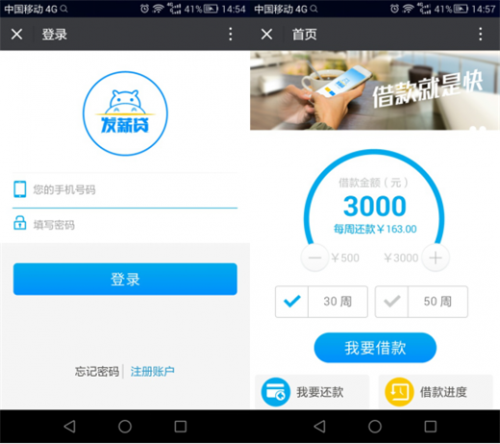 中国移动 4G 41% 14:54
登录
发薪贷
您的手机号码
填写密码
登录
忘记密码 注册账户
中国移动 4G 41% 14:57
首页
借款就是快
借款金额（元）
3000
每周还款￥163.00
￥500 ￥3000
30 周 50 周
我要借款
我要还款 借款进度